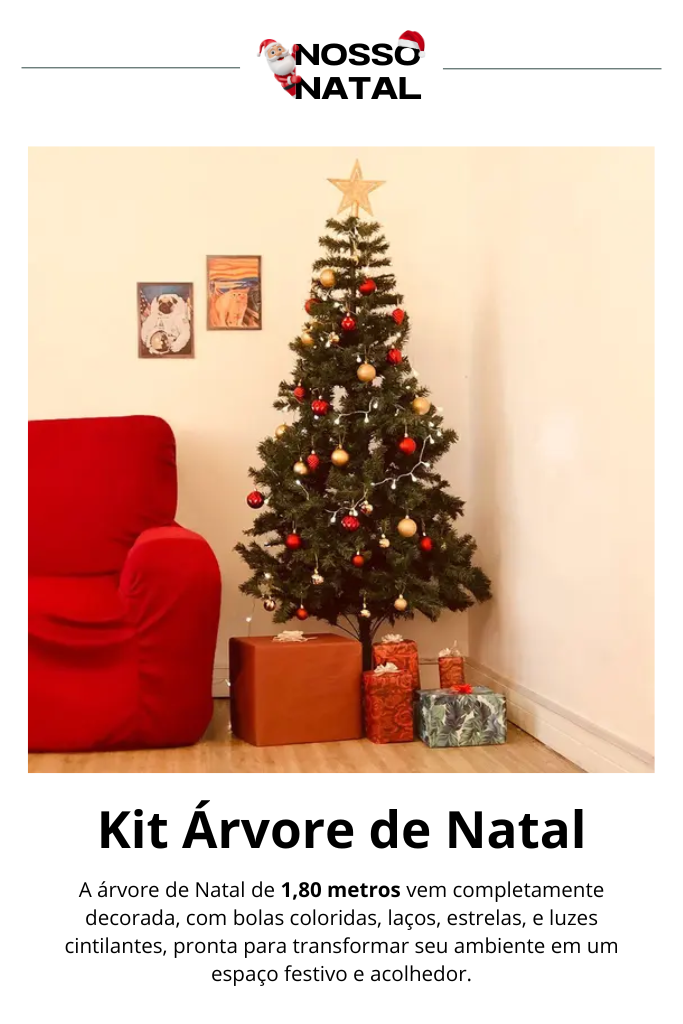 NOSSO
NATAL
Kit Árvore de Natal
A árvore de Natal de 1,80 metros vem completamente
decorada, com bolas coloridas, laços, estrelas, e luzes
cintilantes, pronta para transformar seu ambiente em um
espaço festivo e acolhedor.